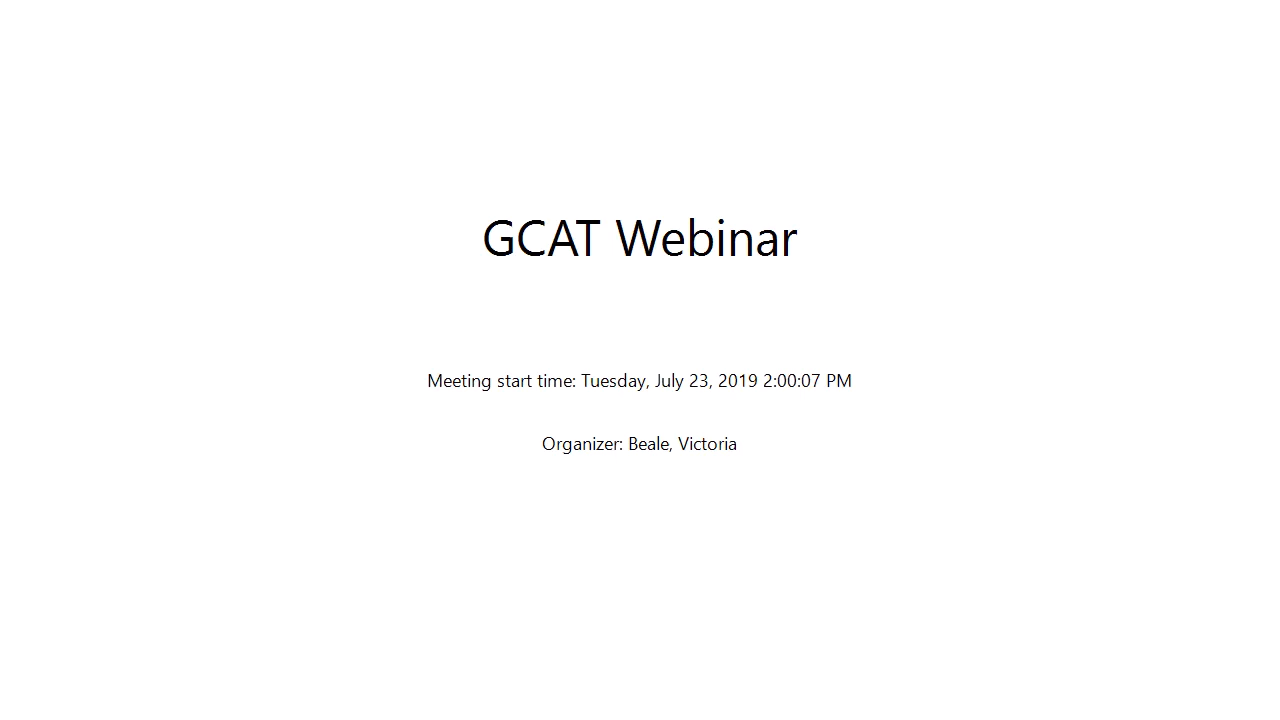 GCAT Webinar
Meeting start time: Tuesday, July 23, 2019 2:00:07 PM
Organizer: Beale, Victoria